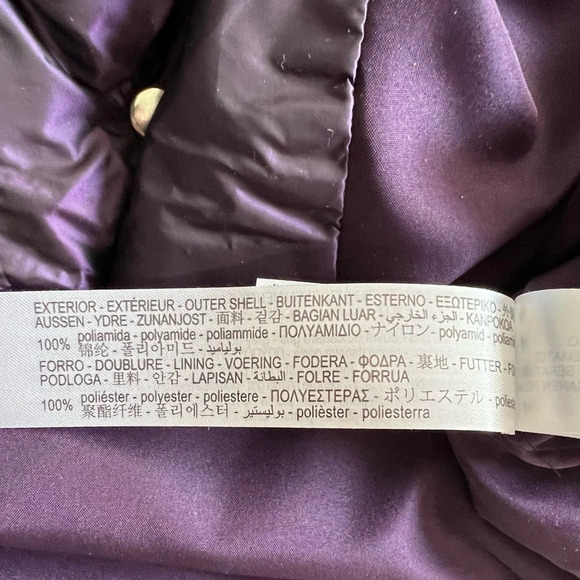 EXTERIOR - EXTÉRIEUR - OUTER SHELL - BUITENKANT - ESTERNO - ΕΞΩΤΕΡΙΚΟ -
AUSSEN - YDRE - ZUNANJOST - 面料 - 겉감 - BAGIAN LUAR - الجزء الخارجي - KANPOKOA
100% poliamida - polyamide - poliammide - ΠΟΛΥΑΜΙΔΙΟ - ナイロン - polyamid -
锦纶 - 폴리아미드 - بوليامید
FORRO - DOUBLURE - LINING - VOERING - FODERA - ΦΟΔΡΑ - 裏地 - FUTTER -
PODLOGA - 里料 - 안감 - LAPISAN - البطانة - FOLRE - FORRUA
100% poliéster - polyester - poliestere - ΠΟΛΥΕΣΤΕΡΑΣ - ポリエステル -
聚酯纤维 - 폴리에스터 - بوليستير - polièster - poliesterra